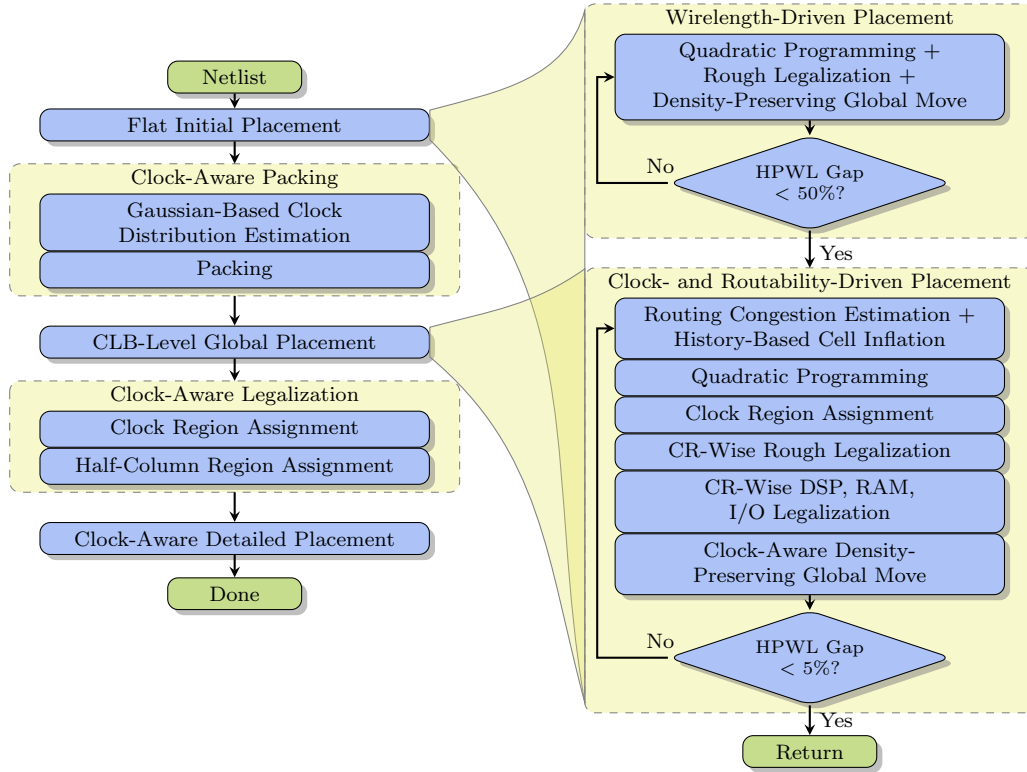 Netlist
Flat Initial Placement
Clock-Aware Packing
Gaussian-Based Clock
Distribution Estimation
Packing
CLB-Level Global Placement
Clock-Aware Legalization
Clock Region Assignment
Half-Column Region Assignment
Clock-Aware Detailed Placement
Done
Wirelength-Driven Placement
Quadratic Programming +
Rough Legalization +
Density-Preserving Global Move
No
HPWL Gap
< 50%?
Yes
Clock- and Routability-Driven Placement
Routing Congestion Estimation +
History-Based Cell Inflation
Quadratic Programming
Clock Region Assignment
CR-Wise Rough Legalization
CR-Wise DSP, RAM,
I/O Legalization
Clock-Aware Density-
Preserving Global Move
No
HPWL Gap
< 5%?
Yes
Return